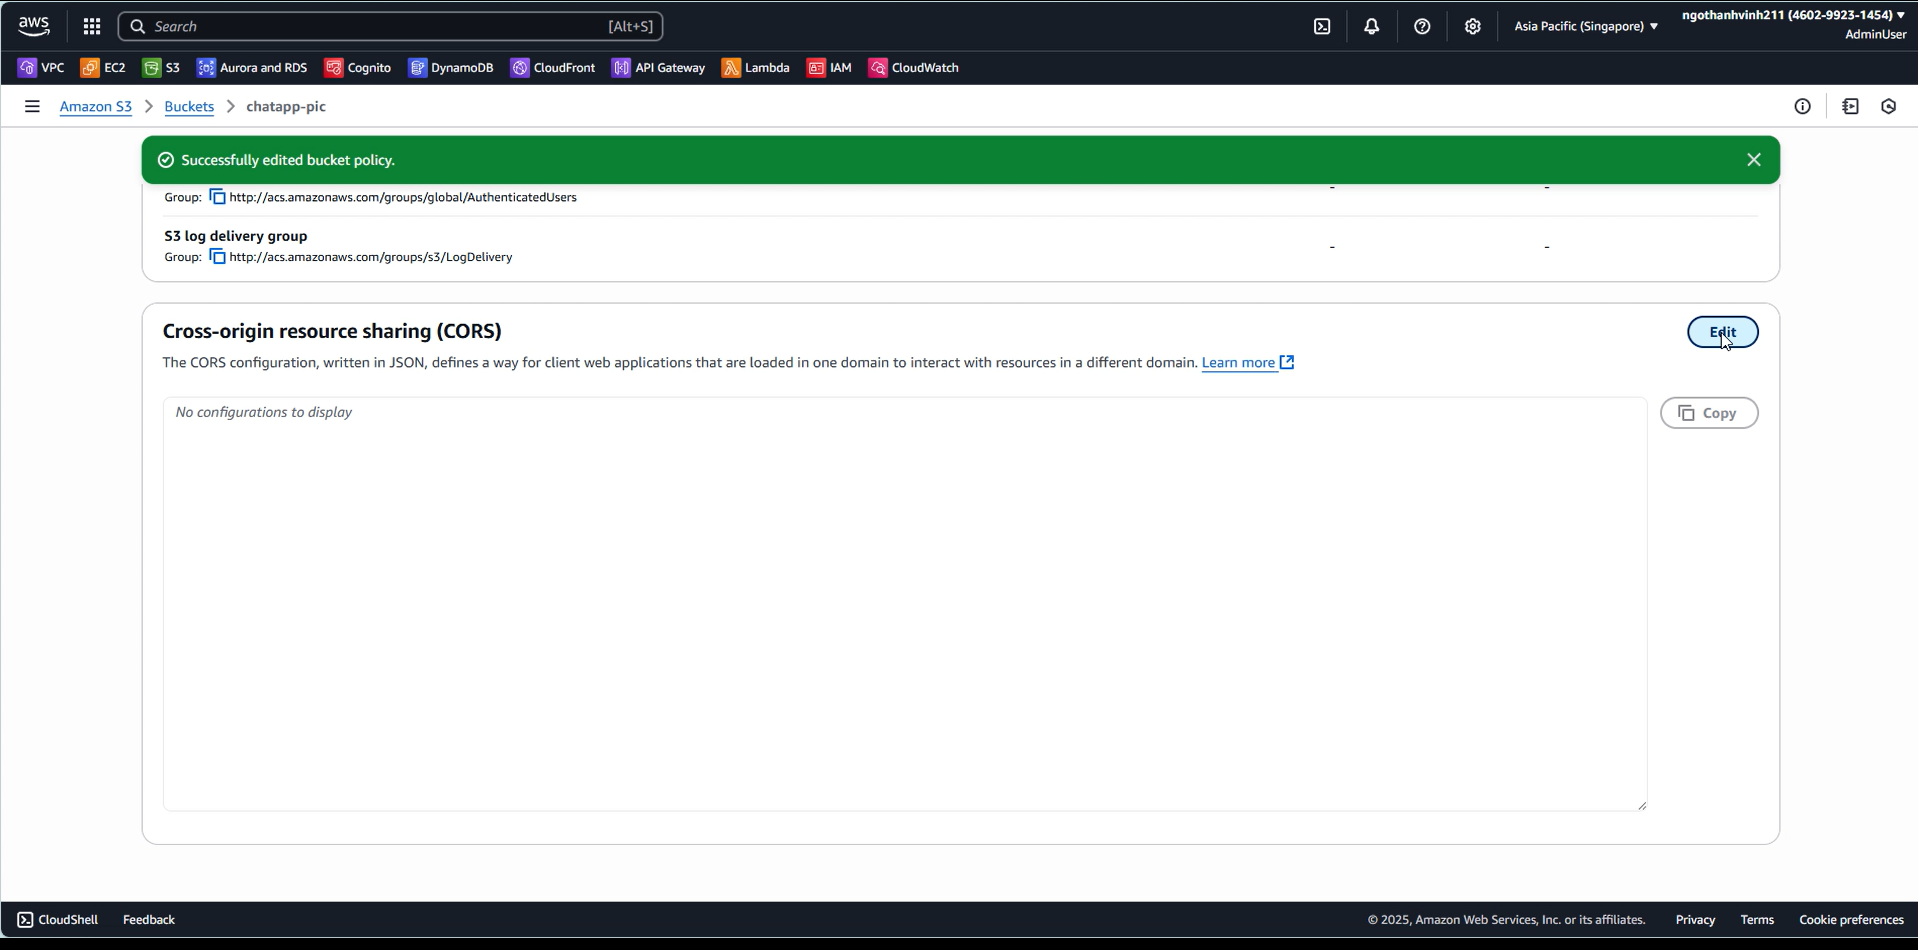 aws
Search [Alt+S]
Asia Pacific (Singapore)
ngothanhvinh211 (4602-9923-1454)
AdminUser
VPC EC2 S3 Aurora and RDS Cognito DynamoDB CloudFront API Gateway Lambda IAM CloudWatch
Amazon S3 > Buckets > chatapp-pic
Successfully edited bucket policy.
Group: http://acs.amazonaws.com/groups/global/AuthenticatedUsers - -
S3 log delivery group
Group: http://acs.amazonaws.com/groups/s3/LogDelivery - -
Cross-origin resource sharing (CORS)
Edit
The CORS configuration, written in JSON, defines a way for client web applications that are loaded in one domain to interact with resources in a different domain. Learn more
No configurations to display
Copy
CloudShell Feedback © 2025, Amazon Web Services, Inc. or its affiliates. Privacy Terms Cookie preferences